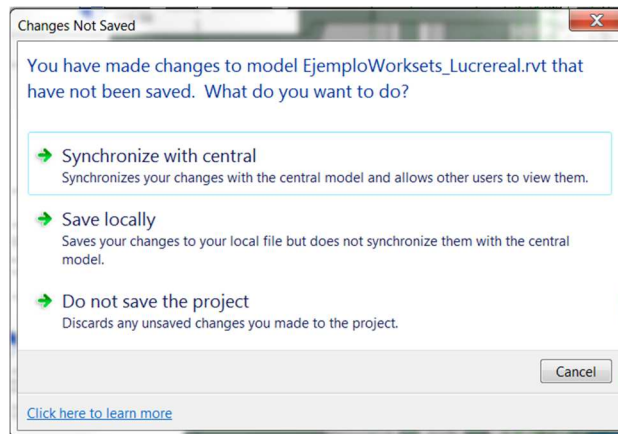 Changes Not Saved
You have made changes to model EjemploWorksets_Lucrereal.rvt that
have not been saved.  What do you want to do?
Synchronize with central
Synchronizes your changes with the central model and allows other users to view them.
Save locally
Saves your changes to your local file but does not synchronize them with the central
model.
Do not save the project
Discards any unsaved changes you made to the project.
Cancel
Click here to learn more